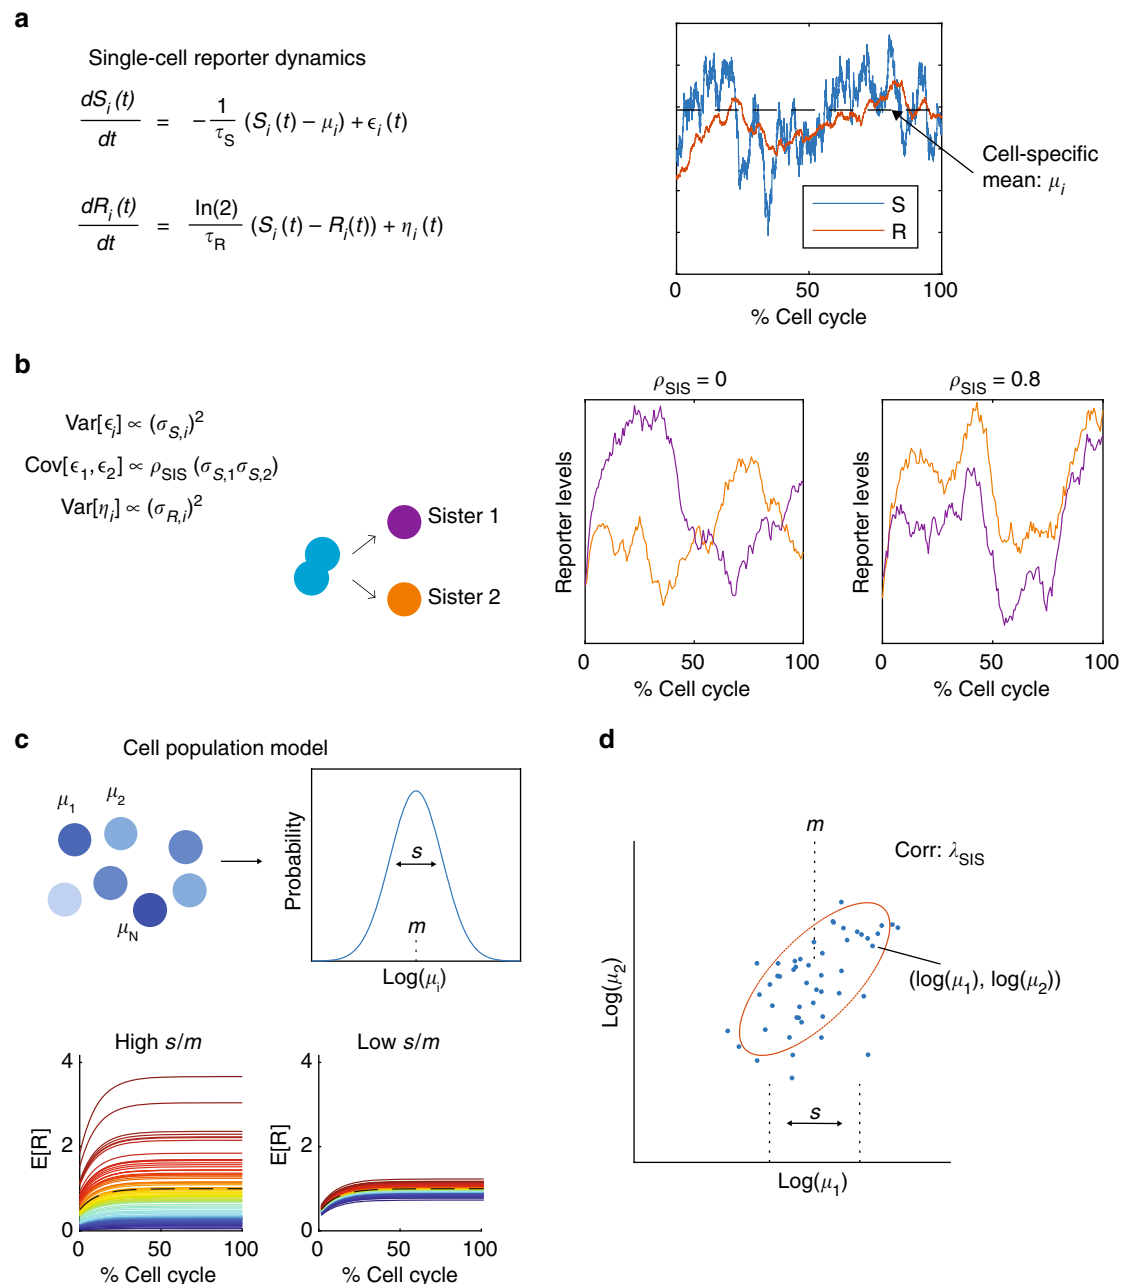 a
Single-cell reporter dynamics
dS_i(t)/dt = −1/τ_S (S_i(t) − μ_i) + ϵ_i(t)
dR_i(t)/dt = ln(2)/τ_R (S_i(t) − R_i(t)) + η_i(t)
S
R
Cell-specific
mean: μ_i
0 50 100
% Cell cycle
b
Var[ϵ_i] ∝ (σ_S,i)²
Cov[ϵ_1, ϵ_2] ∝ ρ_SIS (σ_S,1σ_S,2)
Var[η_i] ∝ (σ_R,i)²
Sister 1
Sister 2
ρ_SIS = 0
Reporter levels
0 50 100
% Cell cycle
ρ_SIS = 0.8
Reporter levels
0 50 100
% Cell cycle
c
Cell population model
μ_1
μ_2
μ_N
Probability
s
m
Log(μ_i)
High s/m
E[R]
4
2
0
0 50 100
% Cell cycle
Low s/m
E[R]
4
2
0
0 50 100
% Cell cycle
d
m
Corr: λ_SIS
Log(μ_2)
(log(μ_1), log(μ_2))
s
Log(μ_1)